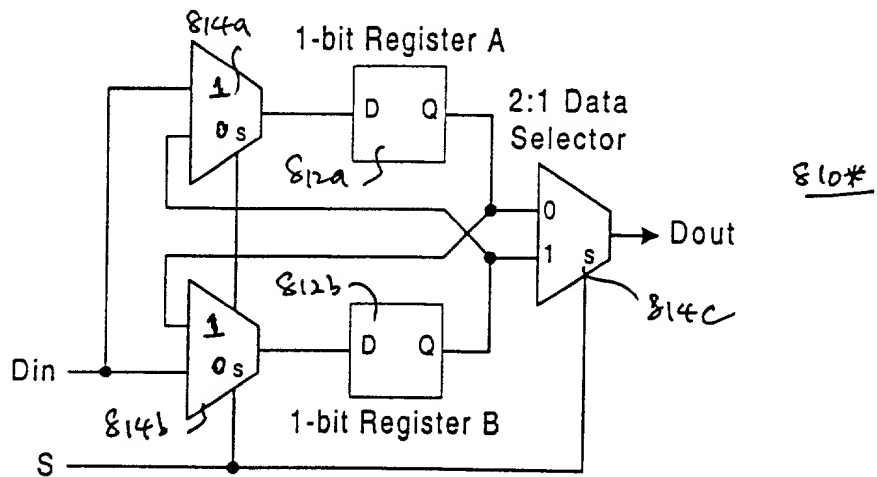 814a
1-bit Register A
1
0 s
D Q
812a
2:1 Data
Selector
810*
0
1 s
Dout
814c
812b
1
0 s
D Q
Din
814b
1-bit Register B
S